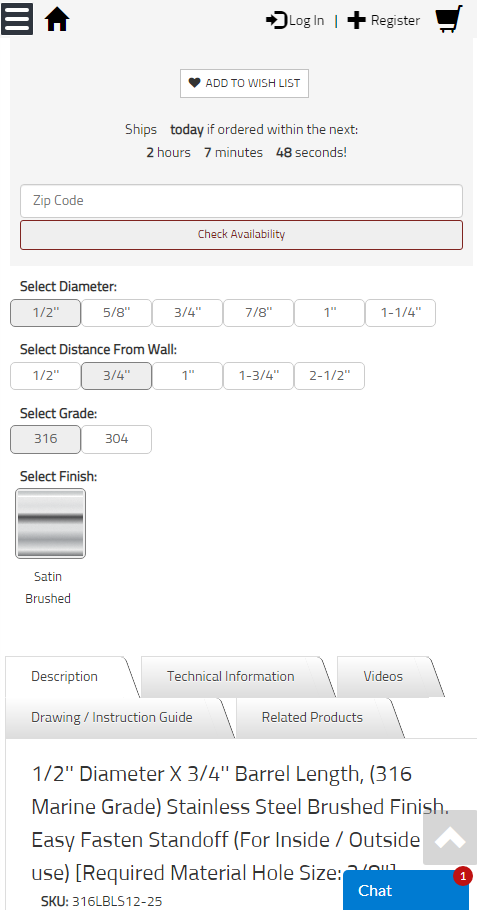 Log In | Register
ADD TO WISH LIST
Ships today if ordered within the next:
2 hours 7 minutes 48 seconds!
Zip Code
Check Availability
Select Diameter:
1/2'' 5/8'' 3/4'' 7/8'' 1'' 1-1/4''
Select Distance From Wall:
1/2'' 3/4'' 1'' 1-3/4'' 2-1/2''
Select Grade:
316 304
Select Finish:
Satin
Brushed
Description Technical Information Videos
Drawing / Instruction Guide Related Products
1/2'' Diameter X 3/4'' Barrel Length, (316
Marine Grade) Stainless Steel Brushed Finish.
Easy Fasten Standoff (For Inside / Outside
use) [Required Material Hole Size: 3/8'']
SKU: 316LBLS12-25
Chat 1